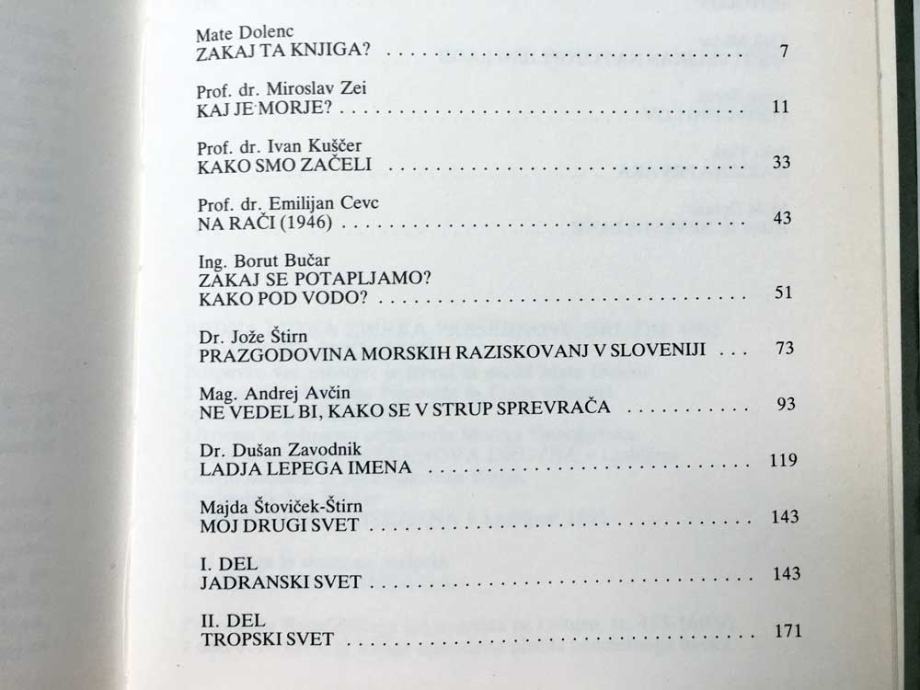 Mate Dolenc
ZAKAJ TA KNJIGA? . . . . . . . . . . . . . . . . . . . . . . . . . . . . . . . . . 7
Prof. dr. Miroslav Zei
KAJ JE MORJE? . . . . . . . . . . . . . . . . . . . . . . . . . . . . . . . . . . . . . 11
Prof. dr. Ivan Kuščer
KAKO SMO ZAČELI . . . . . . . . . . . . . . . . . . . . . . . . . . . . . . . . . 33
Prof. dr. Emilijan Cevc
NA RAČI (1946) . . . . . . . . . . . . . . . . . . . . . . . . . . . . . . . . . . . . . 43
Ing. Borut Bučar
ZAKAJ SE POTAPLJAMO?
KAKO POD VODO? . . . . . . . . . . . . . . . . . . . . . . . . . . . . . . . . . . 51
Dr. Jože Štirn
PRAZGODOVINA MORSKIH RAZISKOVANJ V SLOVENIJI . . . 73
Mag. Andrej Avčin
NE VEDEL BI, KAKO SE V STRUP SPREVRAČA . . . . . . . . . . . 93
Dr. Dušan Zavodnik
LADJA LEPEGA IMENA . . . . . . . . . . . . . . . . . . . . . . . . . . . . . 119
Majda Štoviček-Štirn
MOJ DRUGI SVET . . . . . . . . . . . . . . . . . . . . . . . . . . . . . . . . . . . 143
I. DEL
JADRANSKI SVET . . . . . . . . . . . . . . . . . . . . . . . . . . . . . . . . . . . 143
II. DEL
TROPSKI SVET . . . . . . . . . . . . . . . . . . . . . . . . . . . . . . . . . . . . . 171